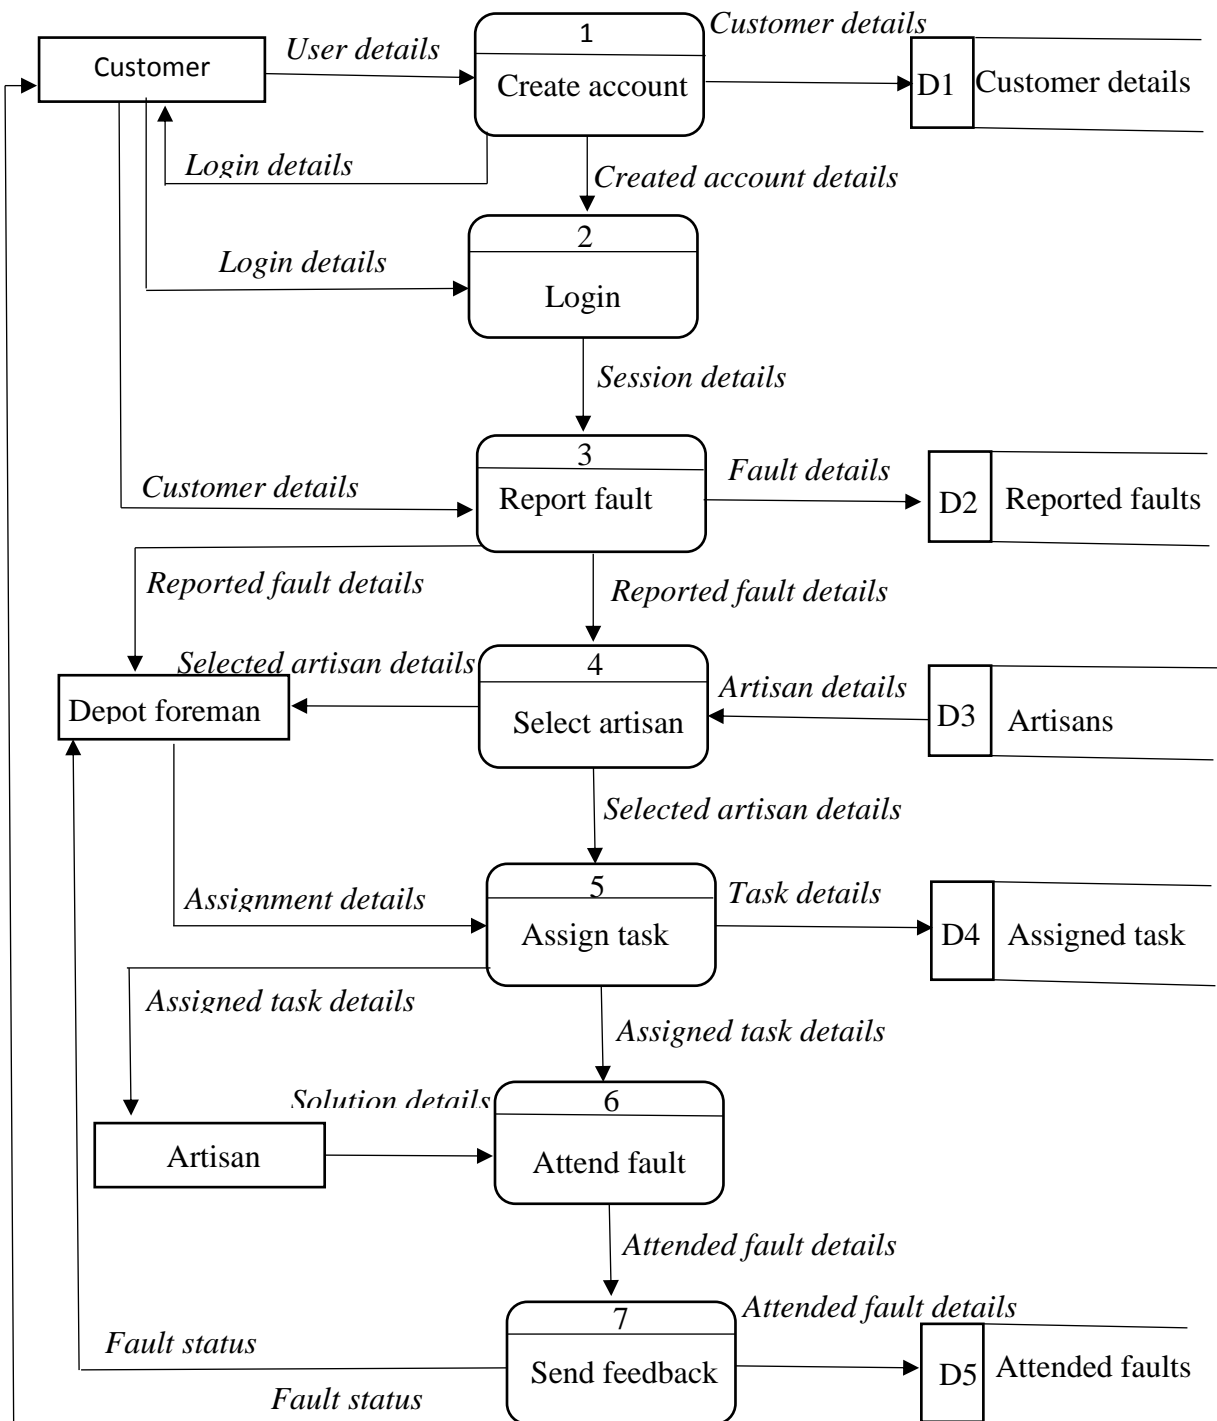 1
Customer details
User details
Customer
Create account
D1
Customer details
Login details
Created account details
2
Login details
Login
Session details
3
Customer details
Report fault
Fault details
D2
Reported faults
Reported fault details
Reported fault details
Selected artisan details
4
Depot foreman
Select artisan
Artisan details
D3
Artisans
Selected artisan details
5
Assignment details
Assign task
Task details
D4
Assigned task
Assigned task details
Assigned task details
Solution details
6
Artisan
Attend fault
Attended fault details
7
Attended fault details
Fault status
Send feedback
D5
Attended faults
Fault status